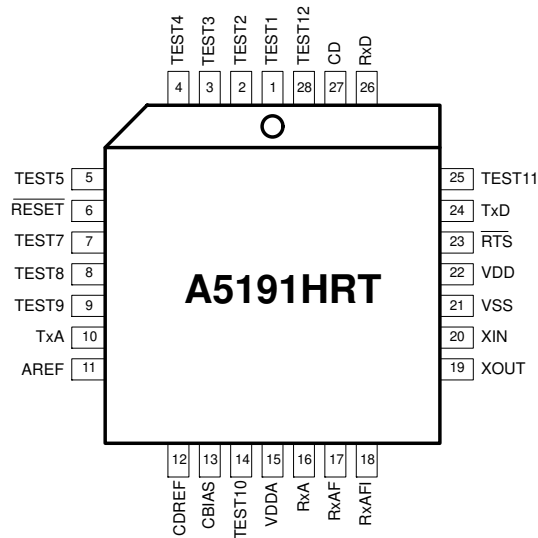 TEST4
TEST3
TEST2
TEST1
TEST12
CD
RxD
4
3
2
1
28
27
26
TEST5 5
RESET 6
TEST7 7
TEST8 8
TEST9 9
TxA 10
AREF 11
A5191HRT
25 TEST11
24 TxD
23 RTS
22 VDD
21 VSS
20 XIN
19 XOUT
12
13
14
15
16
17
18
CDREF
CBIAS
TEST10
VDDA
RxA
RxAF
RxAFI